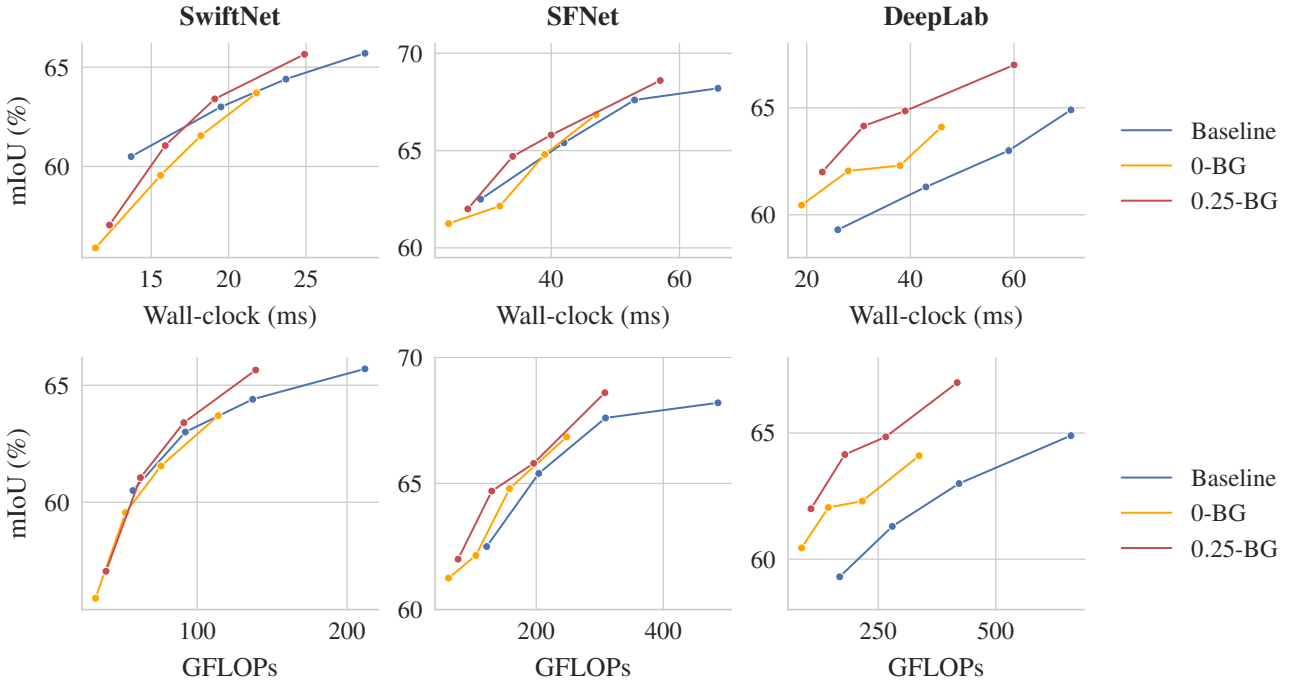 SwiftNet SFNet DeepLab
mIoU (%)
65
60
15 20 25
Wall-clock (ms)
70
65
60
40 60
Wall-clock (ms)
65
60
20 40 60
Wall-clock (ms)
Baseline
0-BG
0.25-BG
mIoU (%)
65
60
100 200
GFLOPs
70
65
60
200 400
GFLOPs
65
60
250 500
GFLOPs
Baseline
0-BG
0.25-BG